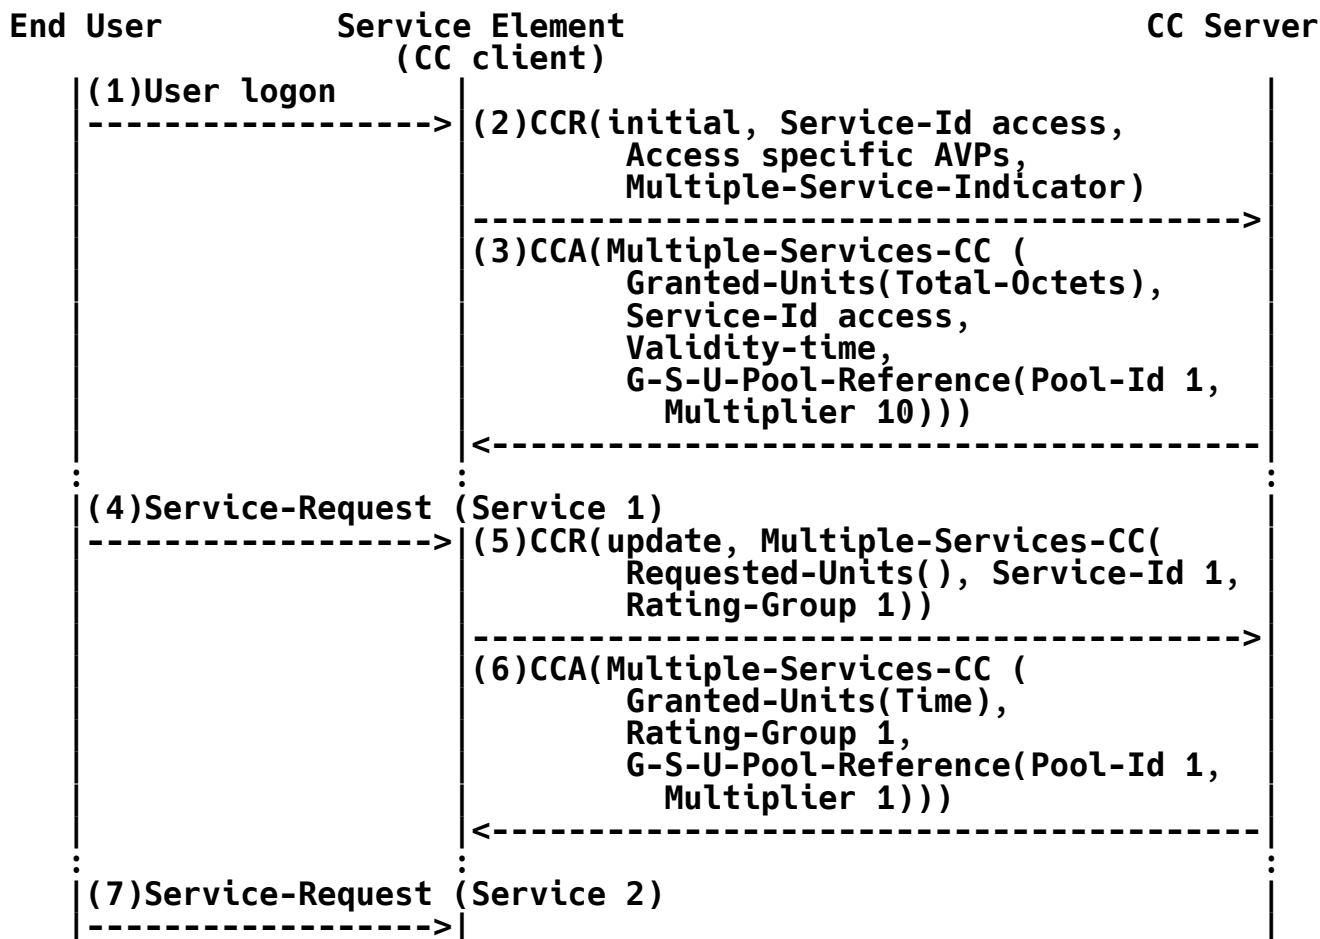 End User         Service Element                           CC Server
                    (CC client)
   |(1)User logon      |                                         |
   |------------------>|(2)CCR(initial, Service-Id access,       |
   |                   |        Access specific AVPs,            |
   |                   |        Multiple-Service-Indicator)      |
   |                   |---------------------------------------->|
   |                   |(3)CCA(Multiple-Services-CC (            |
   |                   |        Granted-Units(Total-Octets),     |
   |                   |        Service-Id access,               |
   |                   |        Validity-time,                   |
   |                   |        G-S-U-Pool-Reference(Pool-Id 1,  |
   |                   |          Multiplier 10)))               |
   |                   |<----------------------------------------|
   :                   :                                         :
   |(4)Service-Request (Service 1)                               |
   |------------------>|(5)CCR(update, Multiple-Services-CC(     |
   |                   |        Requested-Units(), Service-Id 1, |
   |                   |        Rating-Group 1))                 |
   |                   |---------------------------------------->|
   |                   |(6)CCA(Multiple-Services-CC (            |
   |                   |        Granted-Units(Time),             |
   |                   |        Rating-Group 1,                  |
   |                   |        G-S-U-Pool-Reference(Pool-Id 1,  |
   |                   |          Multiplier 1)))                |
   |                   |<----------------------------------------|
   :                   :                                         :
   |(7)Service-Request (Service 2)                               |
   |------------------>|                                         |